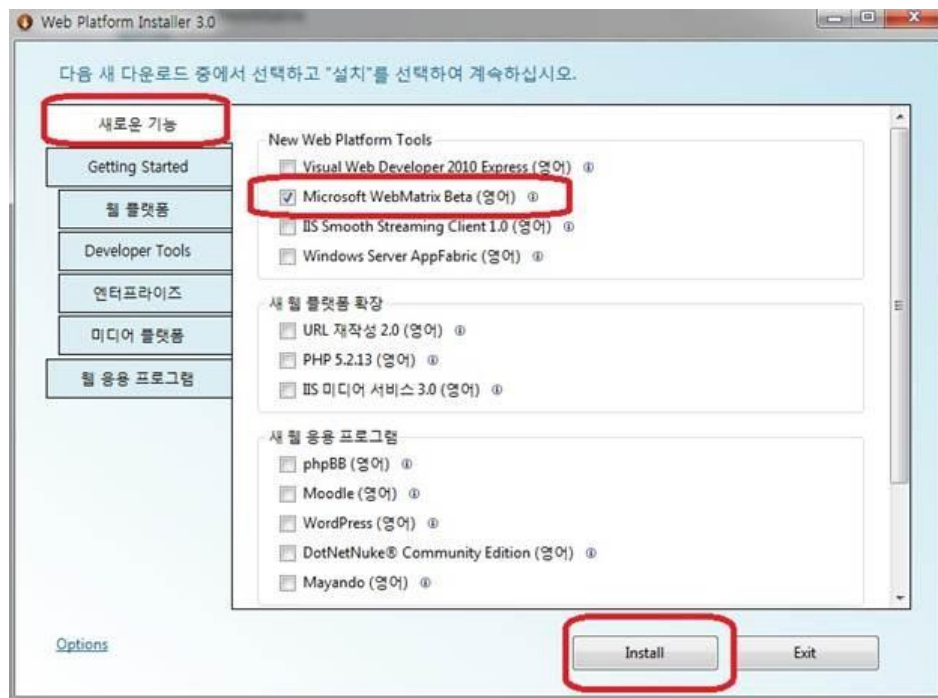 Web Platform Installer 3.0
다음 새 다운로드 중에서 선택하고 "설치"를 선택하여 계속하십시오.
새로운 기능
Getting Started
웹 플랫폼
Developer Tools
엔터프라이즈
미디어 플랫폼
웹 응용 프로그램
New Web Platform Tools
Visual Web Developer 2010 Express (영어)
Microsoft WebMatrix Beta (영어)
IIS Smooth Streaming Client 1.0 (영어)
Windows Server AppFabric (영어)
새 웹 플랫폼 확장
URL 재작성 2.0 (영어)
PHP 5.2.13 (영어)
IIS 미디어 서비스 3.0 (영어)
새 웹 응용 프로그램
phpBB (영어)
Moodle (영어)
WordPress (영어)
DotNetNuke® Community Edition (영어)
Mayando (영어)
Options
Install
Exit